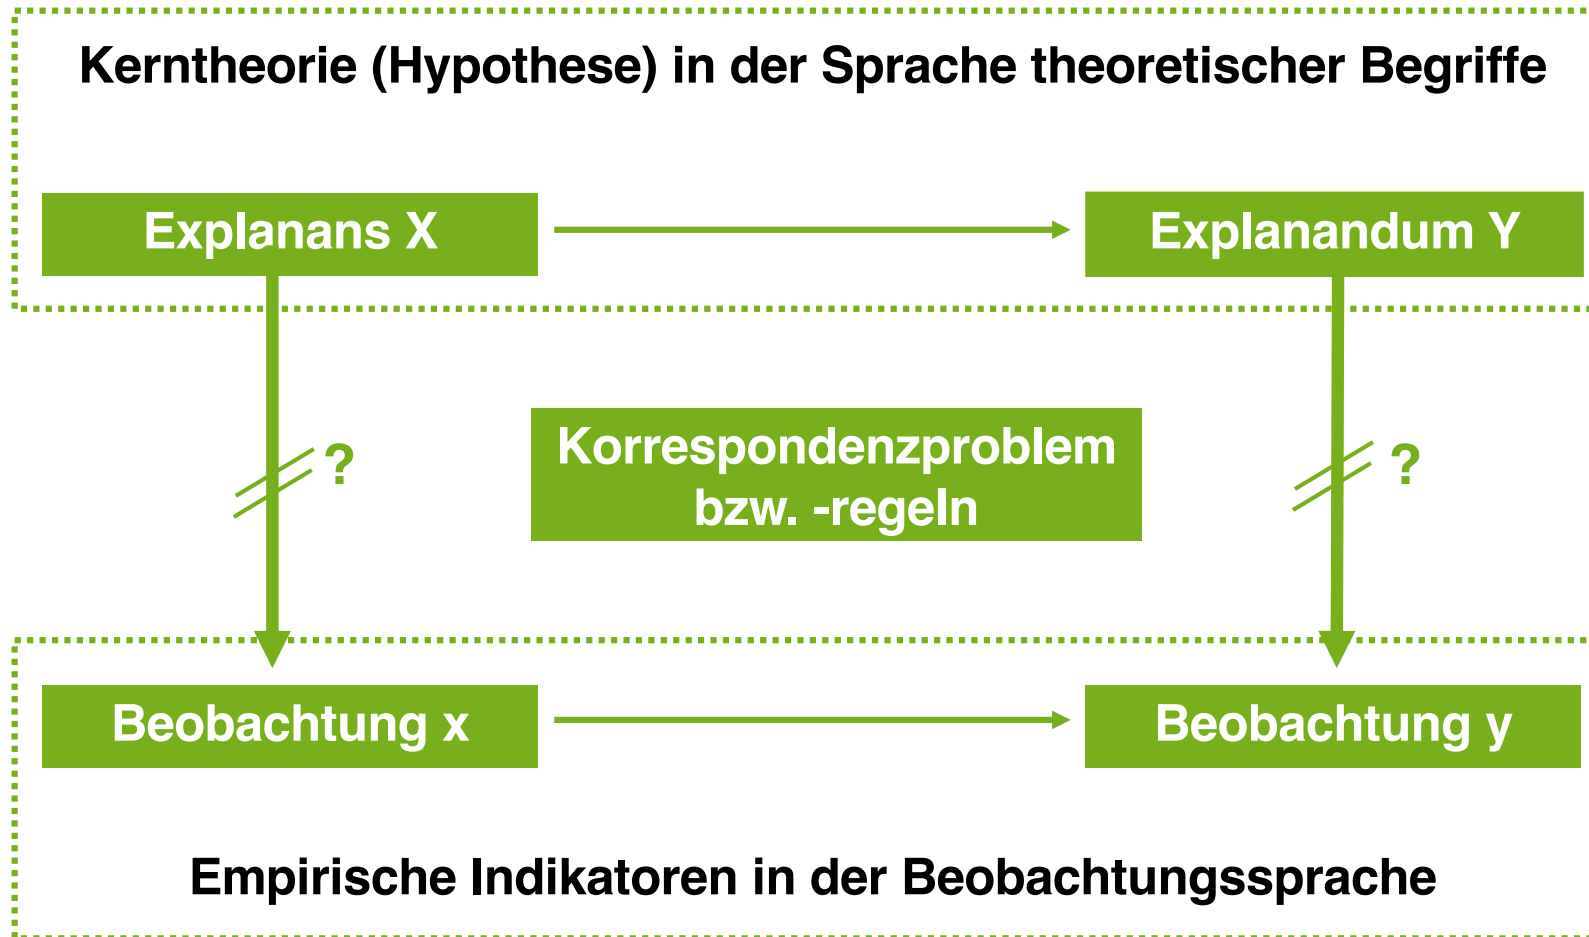 Kerntheorie (Hypothese) in der Sprache theoretischer Begriffe
Explanans X
Explanandum Y
?
Korrespondenzproblem
bzw. -regeln
?
Beobachtung x
Beobachtung y
Empirische Indikatoren in der Beobachtungssprache